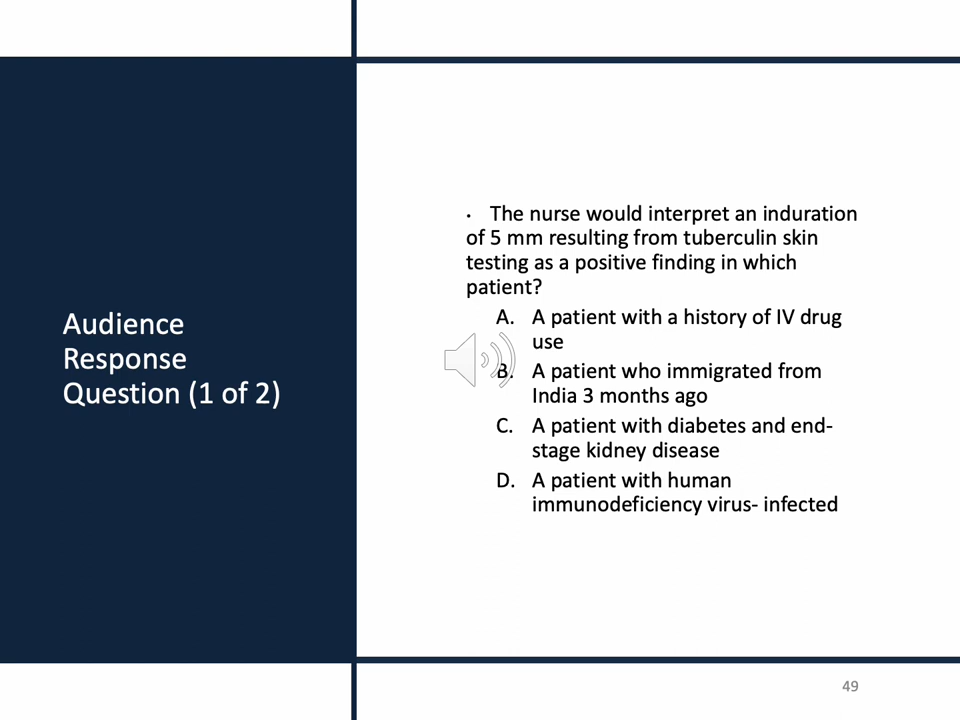 Audience
Response
Question (1 of 2)
• The nurse would interpret an induration
of 5 mm resulting from tuberculin skin
testing as a positive finding in which
patient?
A. A patient with a history of IV drug
use
B. A patient who immigrated from
India 3 months ago
C. A patient with diabetes and end-
stage kidney disease
D. A patient with human
immunodeficiency virus- infected
49